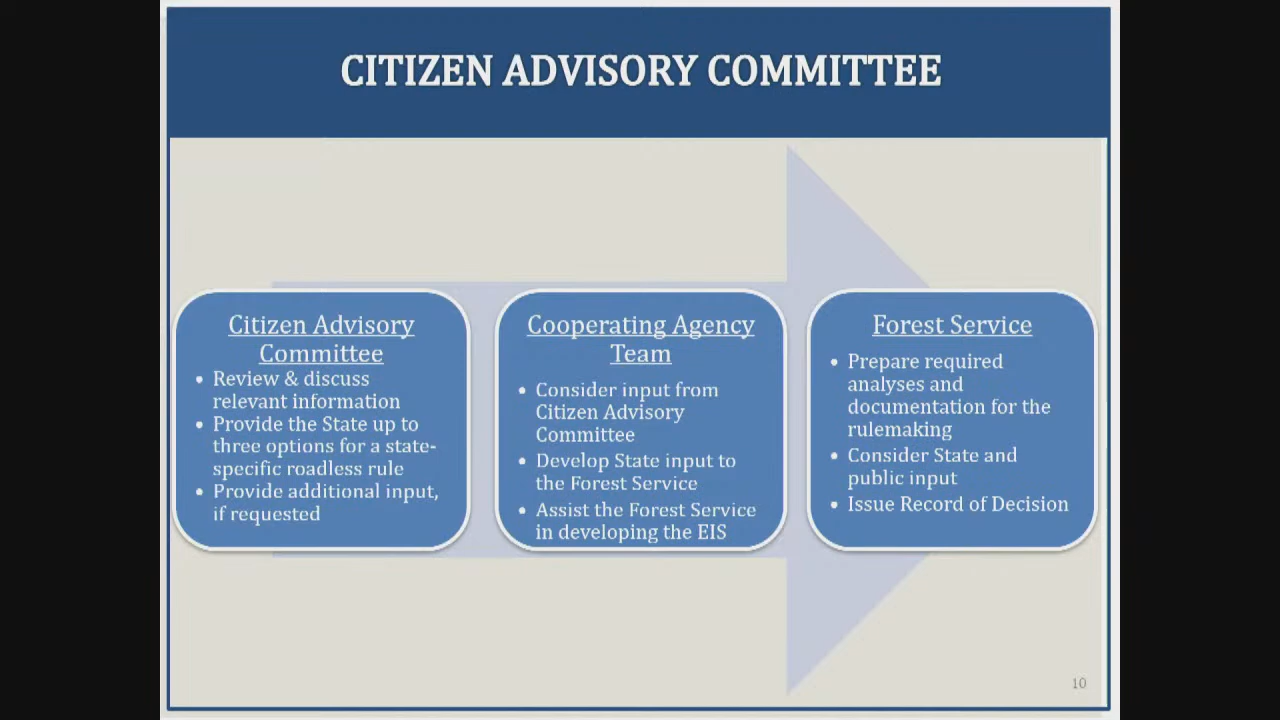 CITIZEN ADVISORY COMMITTEE
Citizen Advisory
Committee
• Review & discuss
relevant information
• Provide the State up to
three options for a state-
specific roadless rule
• Provide additional input,
if requested
Cooperating Agency
Team
• Consider input from
Citizen Advisory
Committee
• Develop State input to
the Forest Service
• Assist the Forest Service
in developing the EIS
Forest Service
• Prepare required
analyses and
documentation for the
rulemaking
• Consider State and
public input
• Issue Record of Decision
10